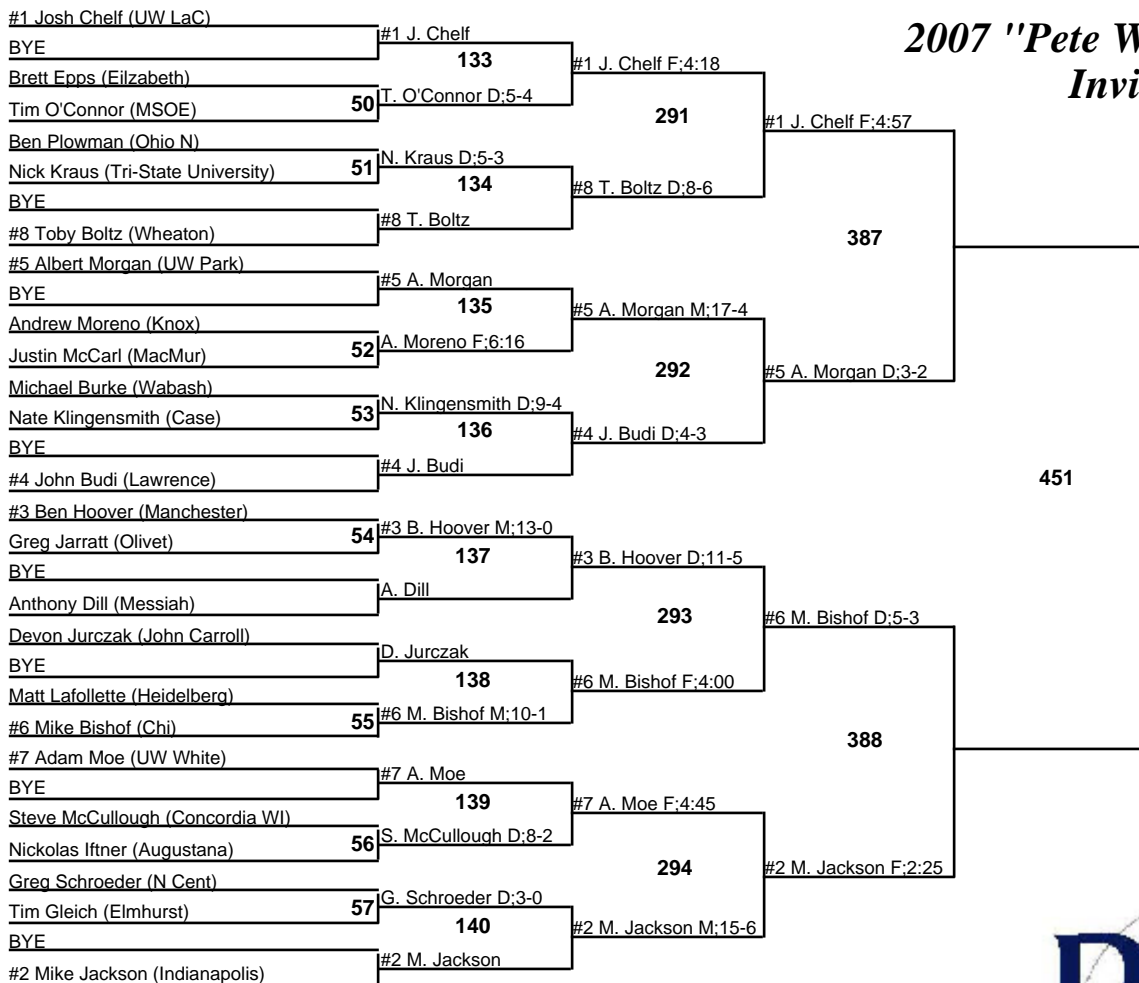 2007 "Pete W
Invi
#1 Josh Chelf (UW LaC)
BYE
Brett Epps (Eilzabeth)
Tim O'Connor (MSOE)
Ben Plowman (Ohio N)
Nick Kraus (Tri-State University)
BYE
#8 Toby Boltz (Wheaton)
#5 Albert Morgan (UW Park)
BYE
Andrew Moreno (Knox)
Justin McCarl (MacMur)
Michael Burke (Wabash)
Nate Klingensmith (Case)
BYE
#4 John Budi (Lawrence)
#3 Ben Hoover (Manchester)
Greg Jarratt (Olivet)
BYE
Anthony Dill (Messiah)
Devon Jurczak (John Carroll)
BYE
Matt Lafollette (Heidelberg)
#6 Mike Bishof (Chi)
#7 Adam Moe (UW White)
BYE
Steve McCullough (Concordia WI)
Nickolas Iftner (Augustana)
Greg Schroeder (N Cent)
Tim Gleich (Elmhurst)
BYE
#2 Mike Jackson (Indianapolis)
50
51
52
53
54
55
56
57
#1 J. Chelf
133
T. O'Connor D;5-4
N. Kraus D;5-3
134
#8 T. Boltz
#5 A. Morgan
135
A. Moreno F;6:16
N. Klingensmith D;9-4
136
#4 J. Budi
#3 B. Hoover M;13-0
137
A. Dill
D. Jurczak
138
#6 M. Bishof M;10-1
#7 A. Moe
139
S. McCullough D;8-2
G. Schroeder D;3-0
140
#2 M. Jackson
#1 J. Chelf F;4:18
291
#8 T. Boltz D;8-6
#5 A. Morgan M;17-4
292
#4 J. Budi D;4-3
#3 B. Hoover D;11-5
293
#6 M. Bishof F;4:00
#7 A. Moe F;4:45
294
#2 M. Jackson M;15-6
#1 J. Chelf F;4:57
387
#5 A. Morgan D;3-2
#6 M. Bishof D;5-3
388
#2 M. Jackson F;2:25
451